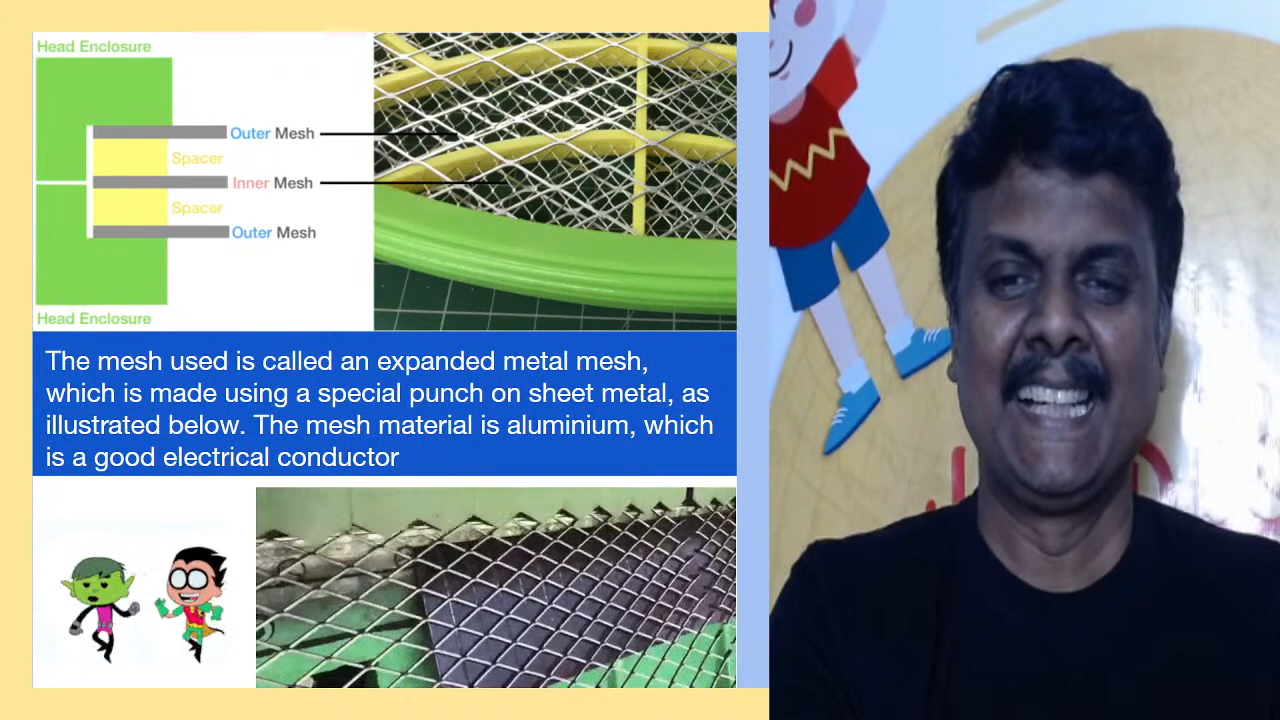 Head Enclosure
Outer Mesh
Spacer
Inner Mesh
Spacer
Outer Mesh
Head Enclosure
The mesh used is called an expanded metal mesh,
which is made using a special punch on sheet metal, as
illustrated below. The mesh material is aluminium, which
is a good electrical conductor